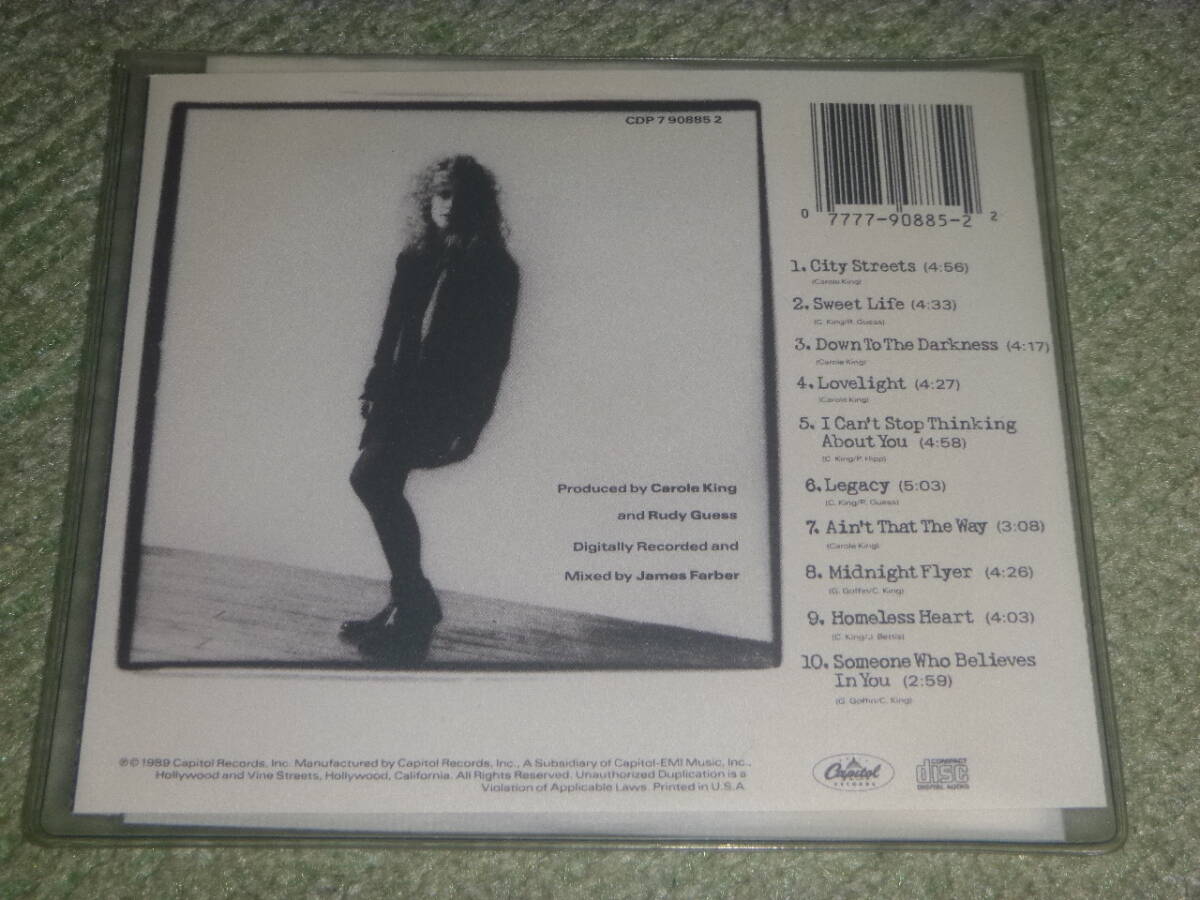 CDP 7 90885 2
0 7777-90885-2 2
1. City Streets (4:56)
(Carole King)
2. Sweet Life (4:33)
(C. King/R. Guess)
3. Down To The Darkness (4:17)
(Carole King)
4. Lovelight (4:27)
(Carole King)
5. I Can't Stop Thinking
About You (4:58)
(C. King/P. Hipp)
6. Legacy (5:03)
(C. King/R. Guess)
7. Ain't That The Way (3:08)
(Carole King)
8. Midnight Flyer (4:26)
(G. Goffin/C. King)
9. Homeless Heart (4:03)
(C. King/J. Bettis)
10. Someone Who Believes
In You (2:59)
(G. Goffin/C. King)
Produced by Carole King
and Rudy Guess
Digitally Recorded and
Mixed by James Farber
℗© 1989 Capitol Records, Inc. Manufactured by Capitol Records, Inc., A Subsidiary of Capitol-EMI Music, Inc.,
Hollywood and Vine Streets, Hollywood, California. All Rights Reserved. Unauthorized Duplication is a
Violation of Applicable Laws. Printed in U.S.A.
Capitol
RECORDS
COMPACT
disc
DIGITAL AUDIO